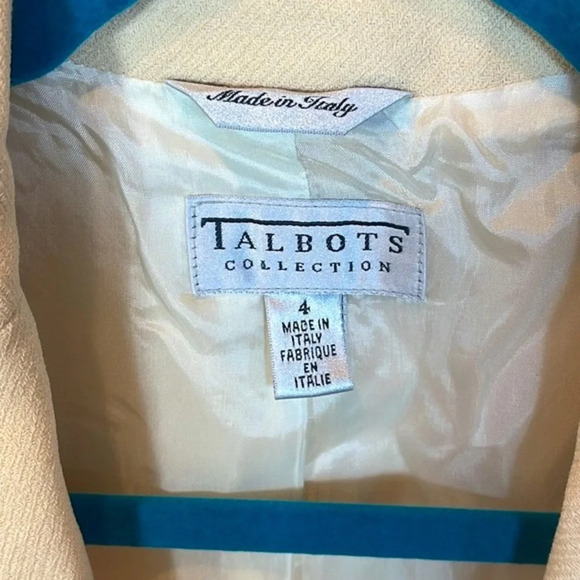 Made in Italy
TALBOTS
COLLECTION
4
MADE IN
ITALY
FABRIQUE
EN
ITALIE